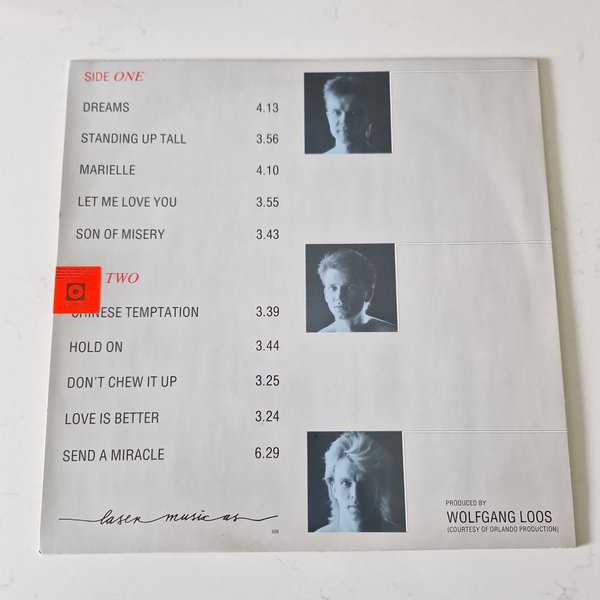 SIDE ONE
DREAMS 4.13
STANDING UP TALL 3.56
MARIELLE 4.10
LET ME LOVE YOU 3.55
SON OF MISERY 3.43
TWO
CHINESE TEMPTATION 3.39
HOLD ON 3.44
DON'T CHEW IT UP 3.25
LOVE IS BETTER 3.24
SEND A MIRACLE 6.29
laser music as
509
PRODUCED BY
WOLFGANG LOOS
(COURTESY OF ORLANDO PRODUCTION)